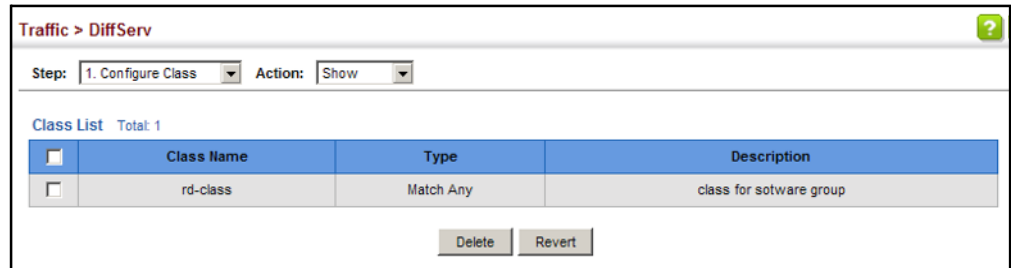 Traffic > DiffServ
?
Step: 1. Configure Class Action: Show
Class List Total: 1
Class Name Type Description
rd-class Match Any class for sotware group
Delete Revert